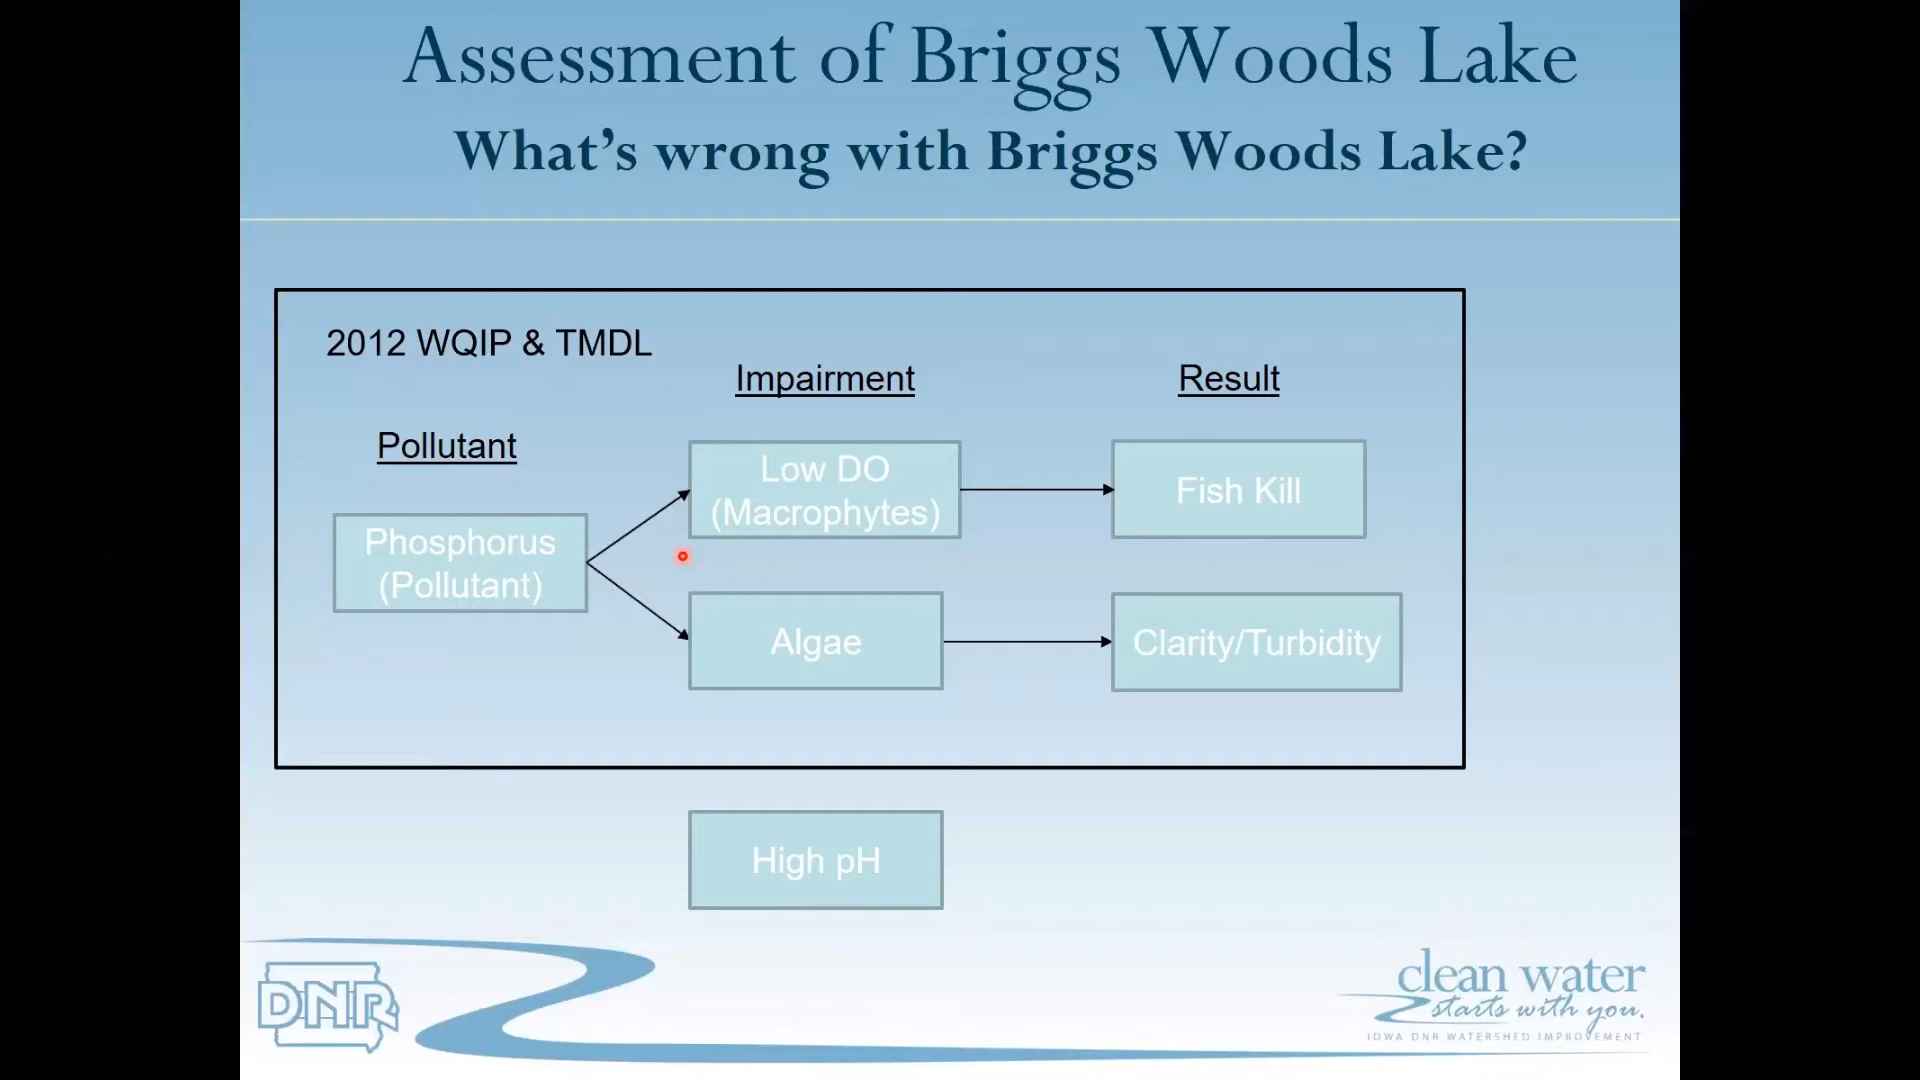 Assessment of Briggs Woods Lake
What's wrong with Briggs Woods Lake?
2012 WQIP & TMDL
Impairment
Result
Pollutant
Low DO
(Macrophytes)
Fish Kill
Phosphorus
(Pollutant)
Algae
Clarity/Turbidity
High pH
DNR
clean water
starts with you.
IOWA DNR WATERSHED IMPROVEMENT